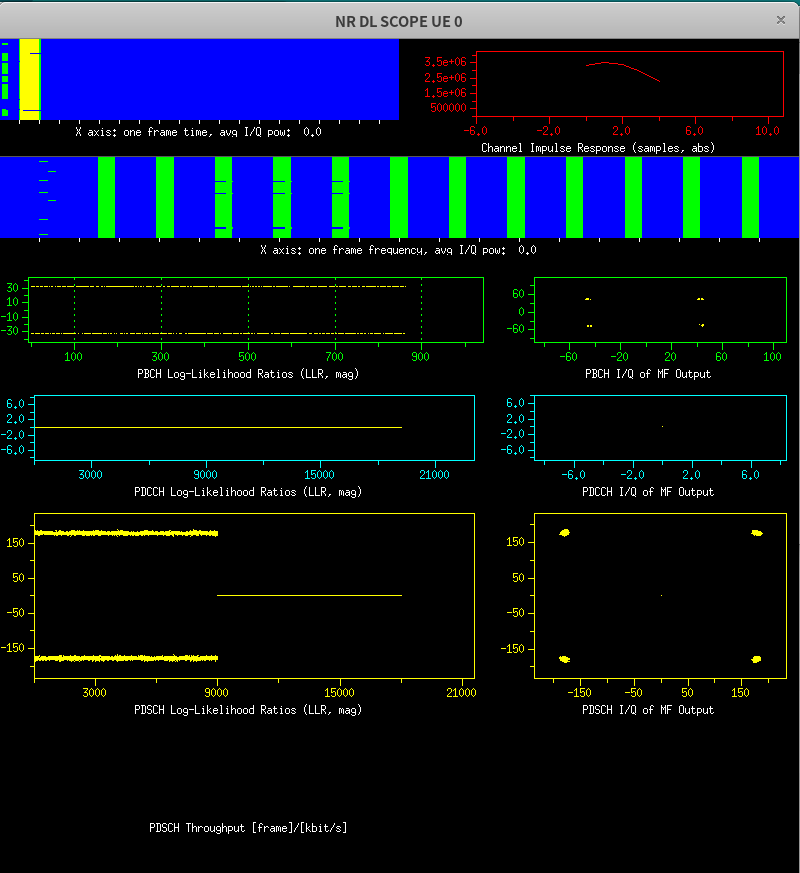 NR DL SCOPE UE 0
×
3.5e+06
2.5e+06
1.5e+06
500000
-6.0 -2.0 2.0 6.0 10.0
X axis: one frame time, avg I/Q pow: 0.0
Channel Impulse Response (samples, abs)
X axis: one frame frequency, avg I/Q pow: 0.0
30
10
-10
-30
100 300 500 700 900
PBCH Log-Likelihood Ratios (LLR, mag)
60
0
-60
-60 -20 20 60 100
PBCH I/Q of MF Output
6.0
2.0
-2.0
-6.0
3000 9000 15000 21000
PDCCH Log-Likelihood Ratios (LLR, mag)
6.0
2.0
-2.0
-6.0
-6.0 -2.0 2.0 6.0
PDCCH I/Q of MF Output
150
50
-50
-150
3000 9000 15000 21000
PDSCH Log-Likelihood Ratios (LLR, mag)
150
50
-50
-150
-150 -50 50 150
PDSCH I/Q of MF Output
PDSCH Throughput [frame]/[kbit/s]